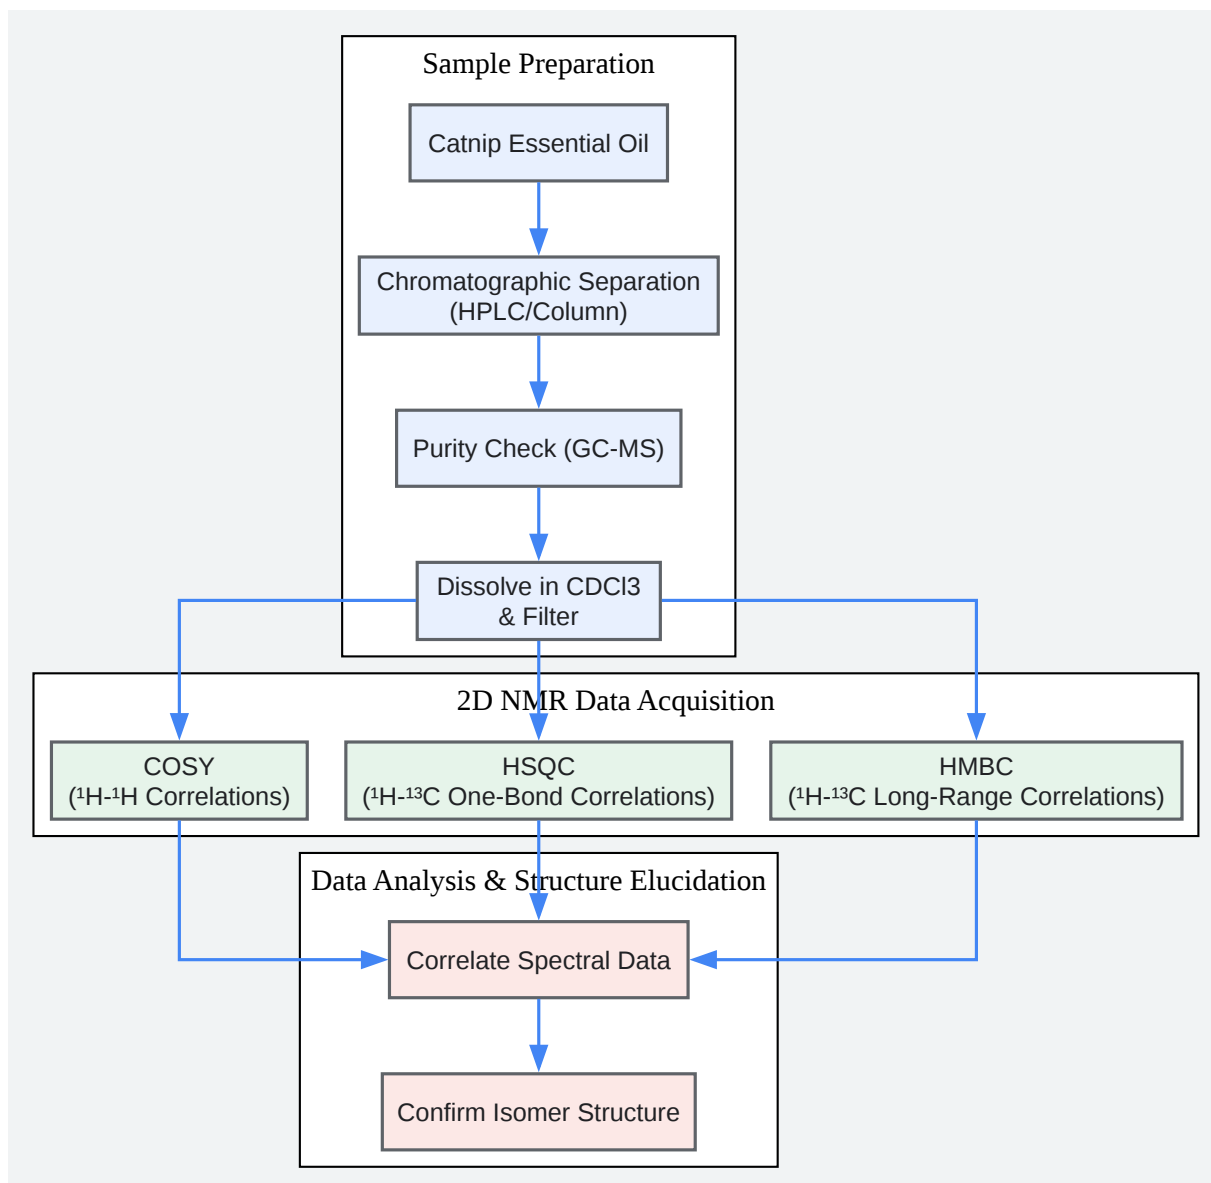 Sample Preparation
Catnip Essential Oil
Chromatographic Separation
(HPLC/Column)
Purity Check (GC-MS)
Dissolve in CDCl3
& Filter
2D NMR Data Acquisition
COSY
(¹H-¹H Correlations)
HSQC
(¹H-¹³C One-Bond Correlations)
HMBC
(¹H-¹³C Long-Range Correlations)
Data Analysis & Structure Elucidation
Correlate Spectral Data
Confirm Isomer Structure